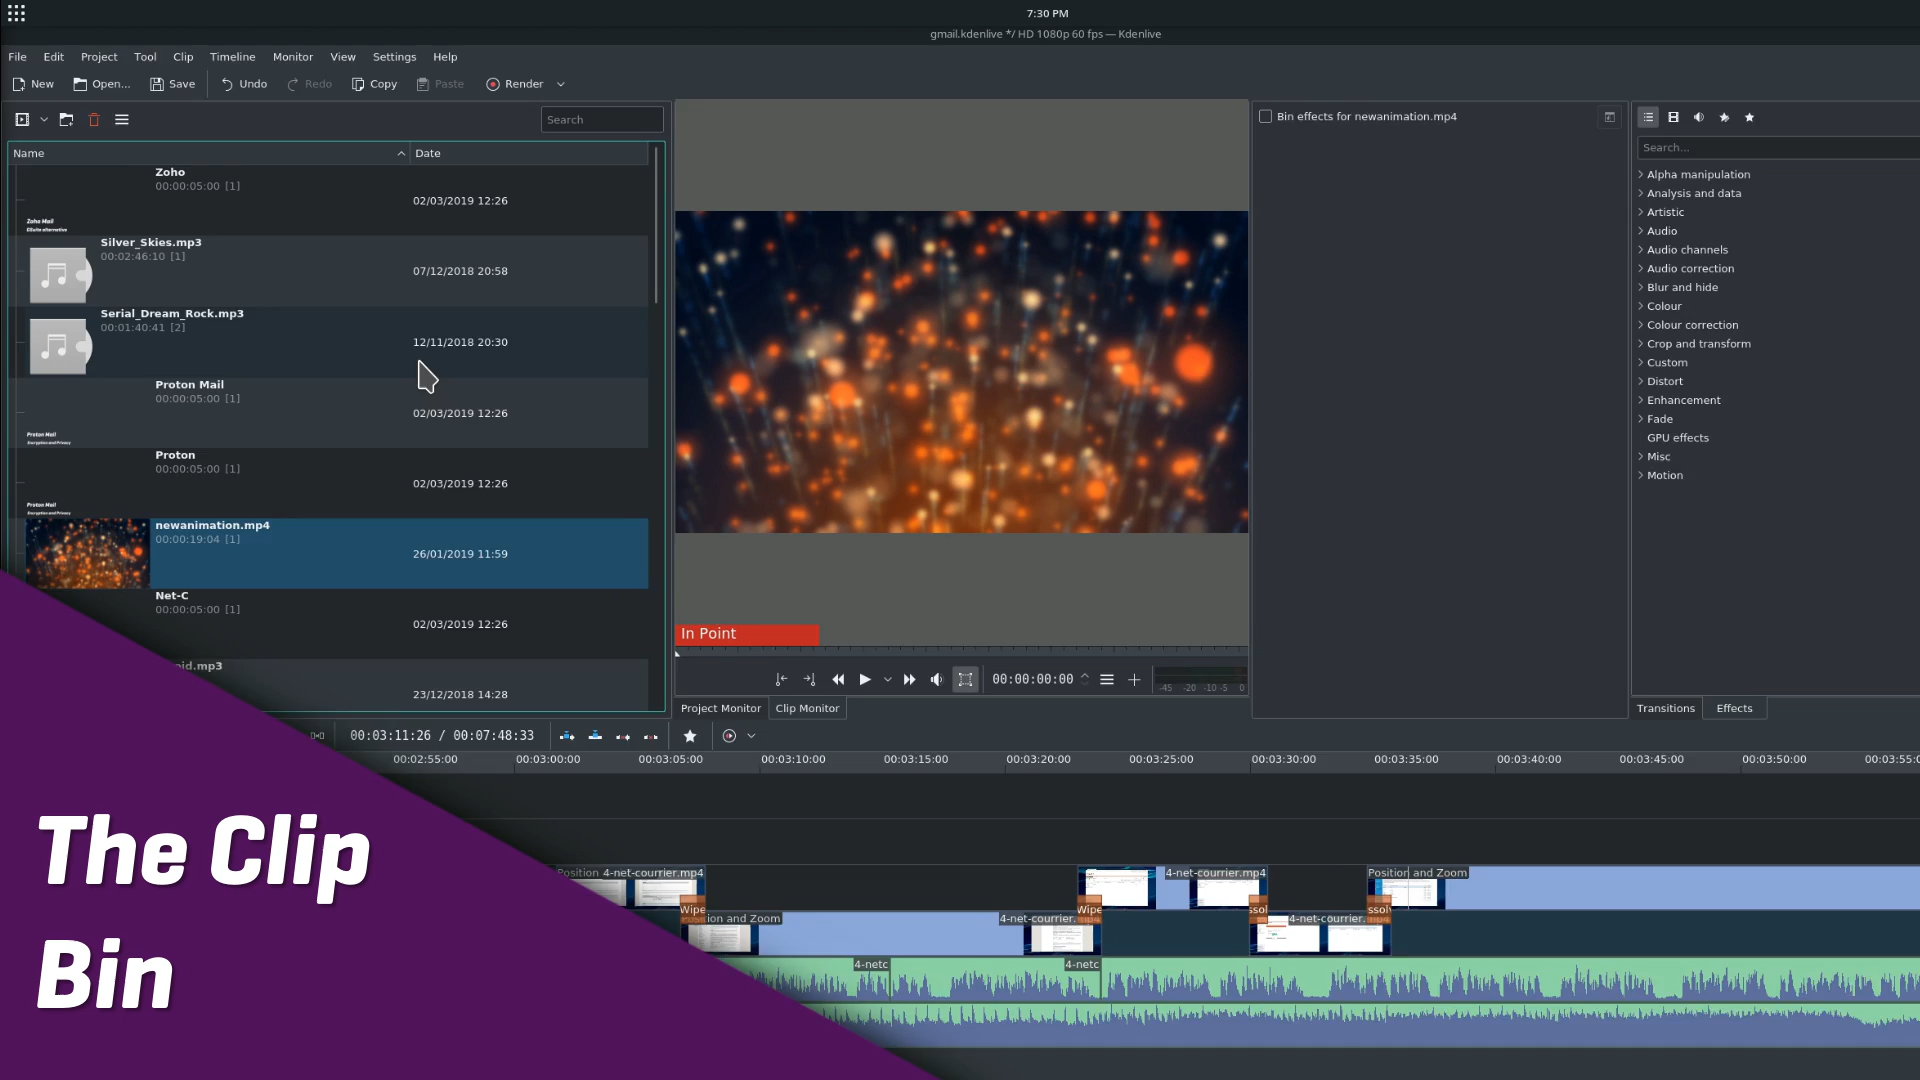 7:30 PM
gmail.kdenlive */ HD 1080p 60 fps — Kdenlive
File Edit Project Tool Clip Timeline Monitor View Settings Help
New Open... Save Undo Redo Copy Paste Render
Search
Name Date
Zoho
00:00:05:00 [1]
02/03/2019 12:26
Zoho Mail
GSuite alternative
Silver_Skies.mp3
00:02:46:10 [1]
07/12/2018 20:58
Serial_Dream_Rock.mp3
00:01:40:41 [2]
12/11/2018 20:30
Proton Mail
00:00:05:00 [1]
02/03/2019 12:26
Proton Mail
Encryption and Privacy
Proton
00:00:05:00 [1]
02/03/2019 12:26
Proton Mail
Encryption and Privacy
newanimation.mp4
00:00:19:04 [1]
26/01/2019 11:59
Net-C
00:00:05:00 [1]
02/03/2019 12:26
oid.mp3
23/12/2018 14:28
In Point
00:00:00:00
-45 -20 -10 -5 0
Project Monitor Clip Monitor
Bin effects for newanimation.mp4
Search...
Alpha manipulation
Analysis and data
Artistic
Audio
Audio channels
Audio correction
Blur and hide
Colour
Colour correction
Crop and transform
Custom
Distort
Enhancement
Fade
GPU effects
Misc
Motion
Transitions Effects
00:03:11:26 / 00:07:48:33
00:02:55:00 00:03:00:00 00:03:05:00 00:03:10:00 00:03:15:00 00:03:20:00 00:03:25:00 00:03:30:00 00:03:35:00 00:03:40:00 00:03:45:00 00:03:50:00 00:03:55:0
Position 4-net-courrier.mp4 4-net-courrier.mp4 Position and Zoom
Wipe Wipe ssol ssol
ion and Zoom 4-net-courrier.mp4 4-net-courrier.mp4
4-netc 4-netc
The Clip
Bin